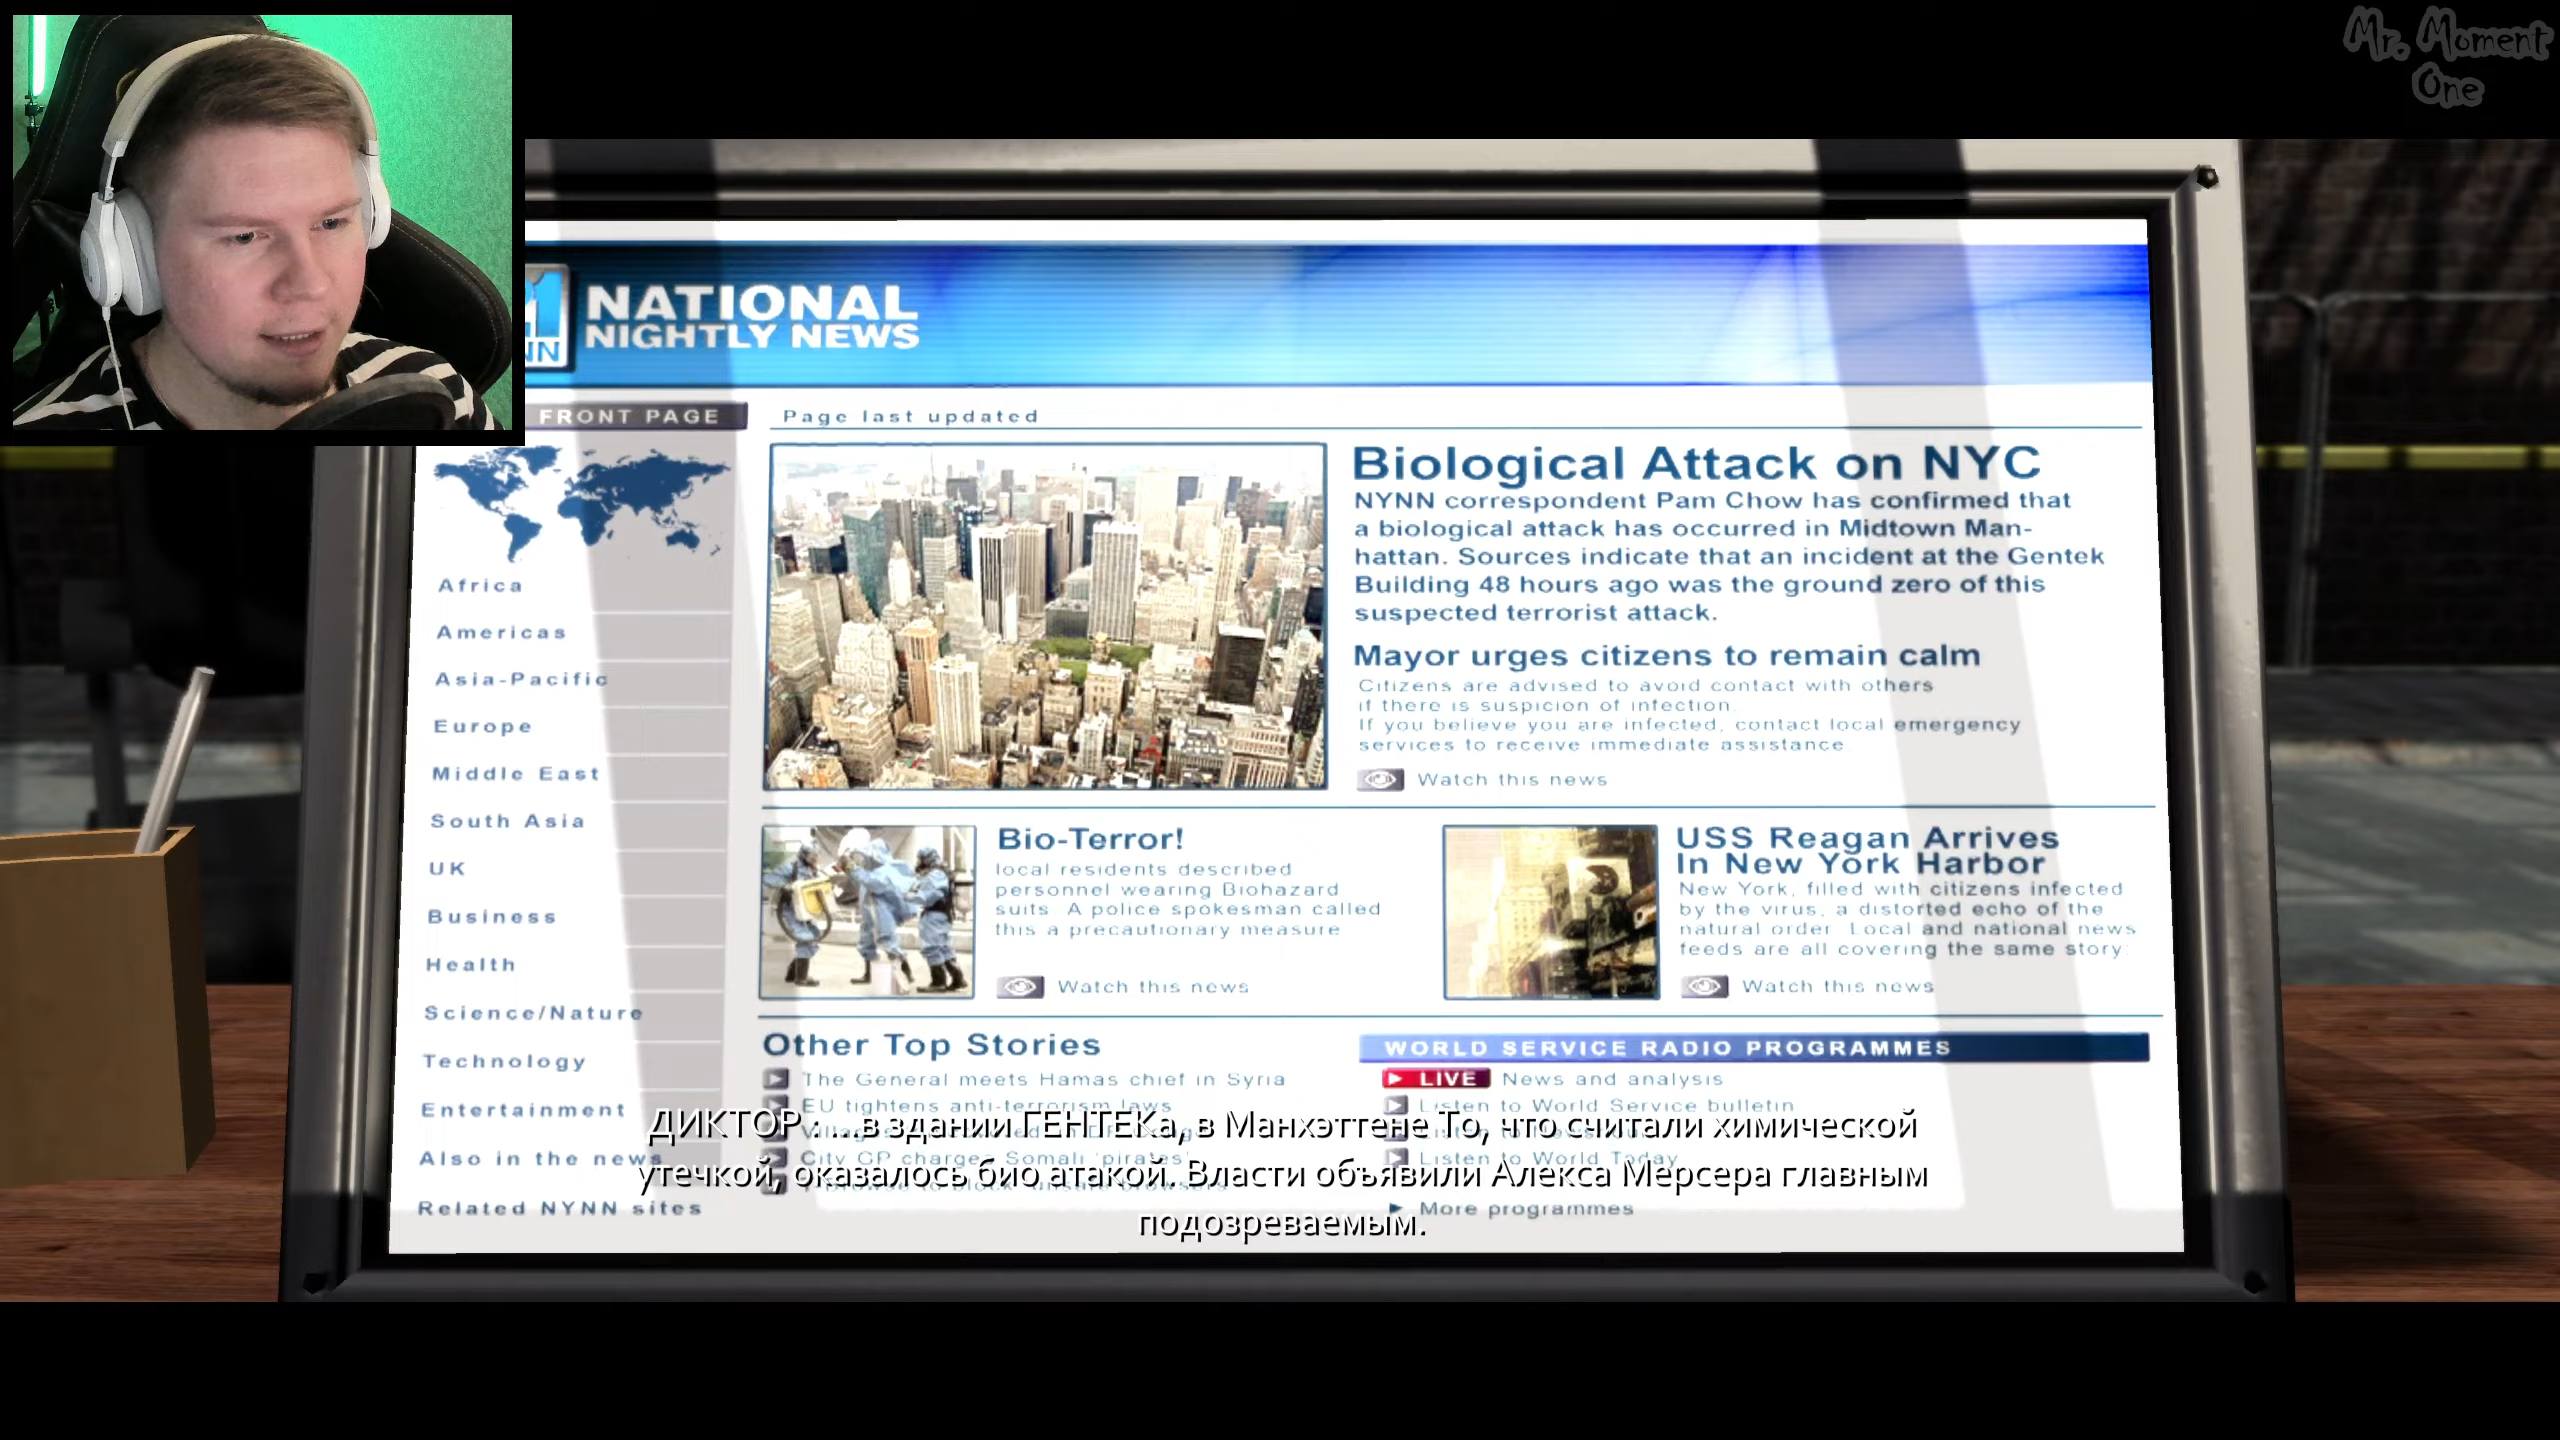 Mr. Moment
One
NATIONAL
NIGHTLY NEWS
FRONT PAGE
Page last updated
Africa
Americas
Asia-Pacific
Europe
Middle East
South Asia
UK
Business
Health
Science/Nature
Technology
Entertainment
Also in the news
Related NYNN sites
Biological Attack on NYC
NYNN correspondent Pam Chow has confirmed that
a biological attack has occurred in Midtown Man-
hattan. Sources indicate that an incident at the Gentek
Building 48 hours ago was the ground zero of this
suspected terrorist attack.
Mayor urges citizens to remain calm
Citizens are advised to avoid contact with others
if there is suspicion of infection.
If you believe you are infected, contact local emergency
services to receive immediate assistance
Watch this news
Bio-Terror!
local residents described
personnel wearing Biohazard
suits. A police spokesman called
this a precautionary measure
Watch this news
USS Reagan Arrives
In New York Harbor
New York, filled with citizens infected
by the virus, a distorted echo of the
natural order. Local and national news
feeds are all covering the same story:
Watch this news
Other Top Stories
The General meets Hamas chief in Syria
EU tightens anti-terrorism laws
City GP charges Somali 'pirates'
WORLD SERVICE RADIO PROGRAMMES
LIVE News and analysis
Listen to World Service bulletin
Listen to World Today
More programmes
ДИКТОР : ...в здании ГЕНТЕКа, в Манхэттене То, что считали химической
утечкой, оказалось био атакой. Власти объявили Алекса Мерсера главным
подозреваемым.